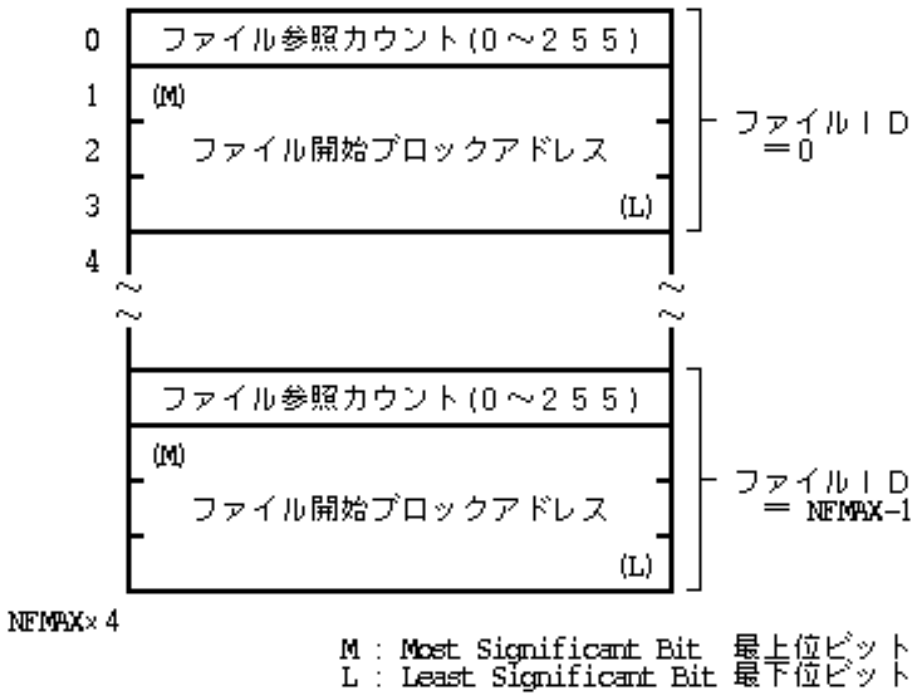 0 ファイル参照カウント(0～255)
1 (M)
ファイルID
2 ファイル開始ブロックアドレス
＝0
3 (L)
4
～ ～
～ ～
ファイル参照カウント(0～255)
(M)
ファイルID
ファイル開始ブロックアドレス
＝ NFMAX-1
(L)
NFMAX×4
M : Most Significant Bit 最上位ビット
L : Least Significant Bit 最下位ビット